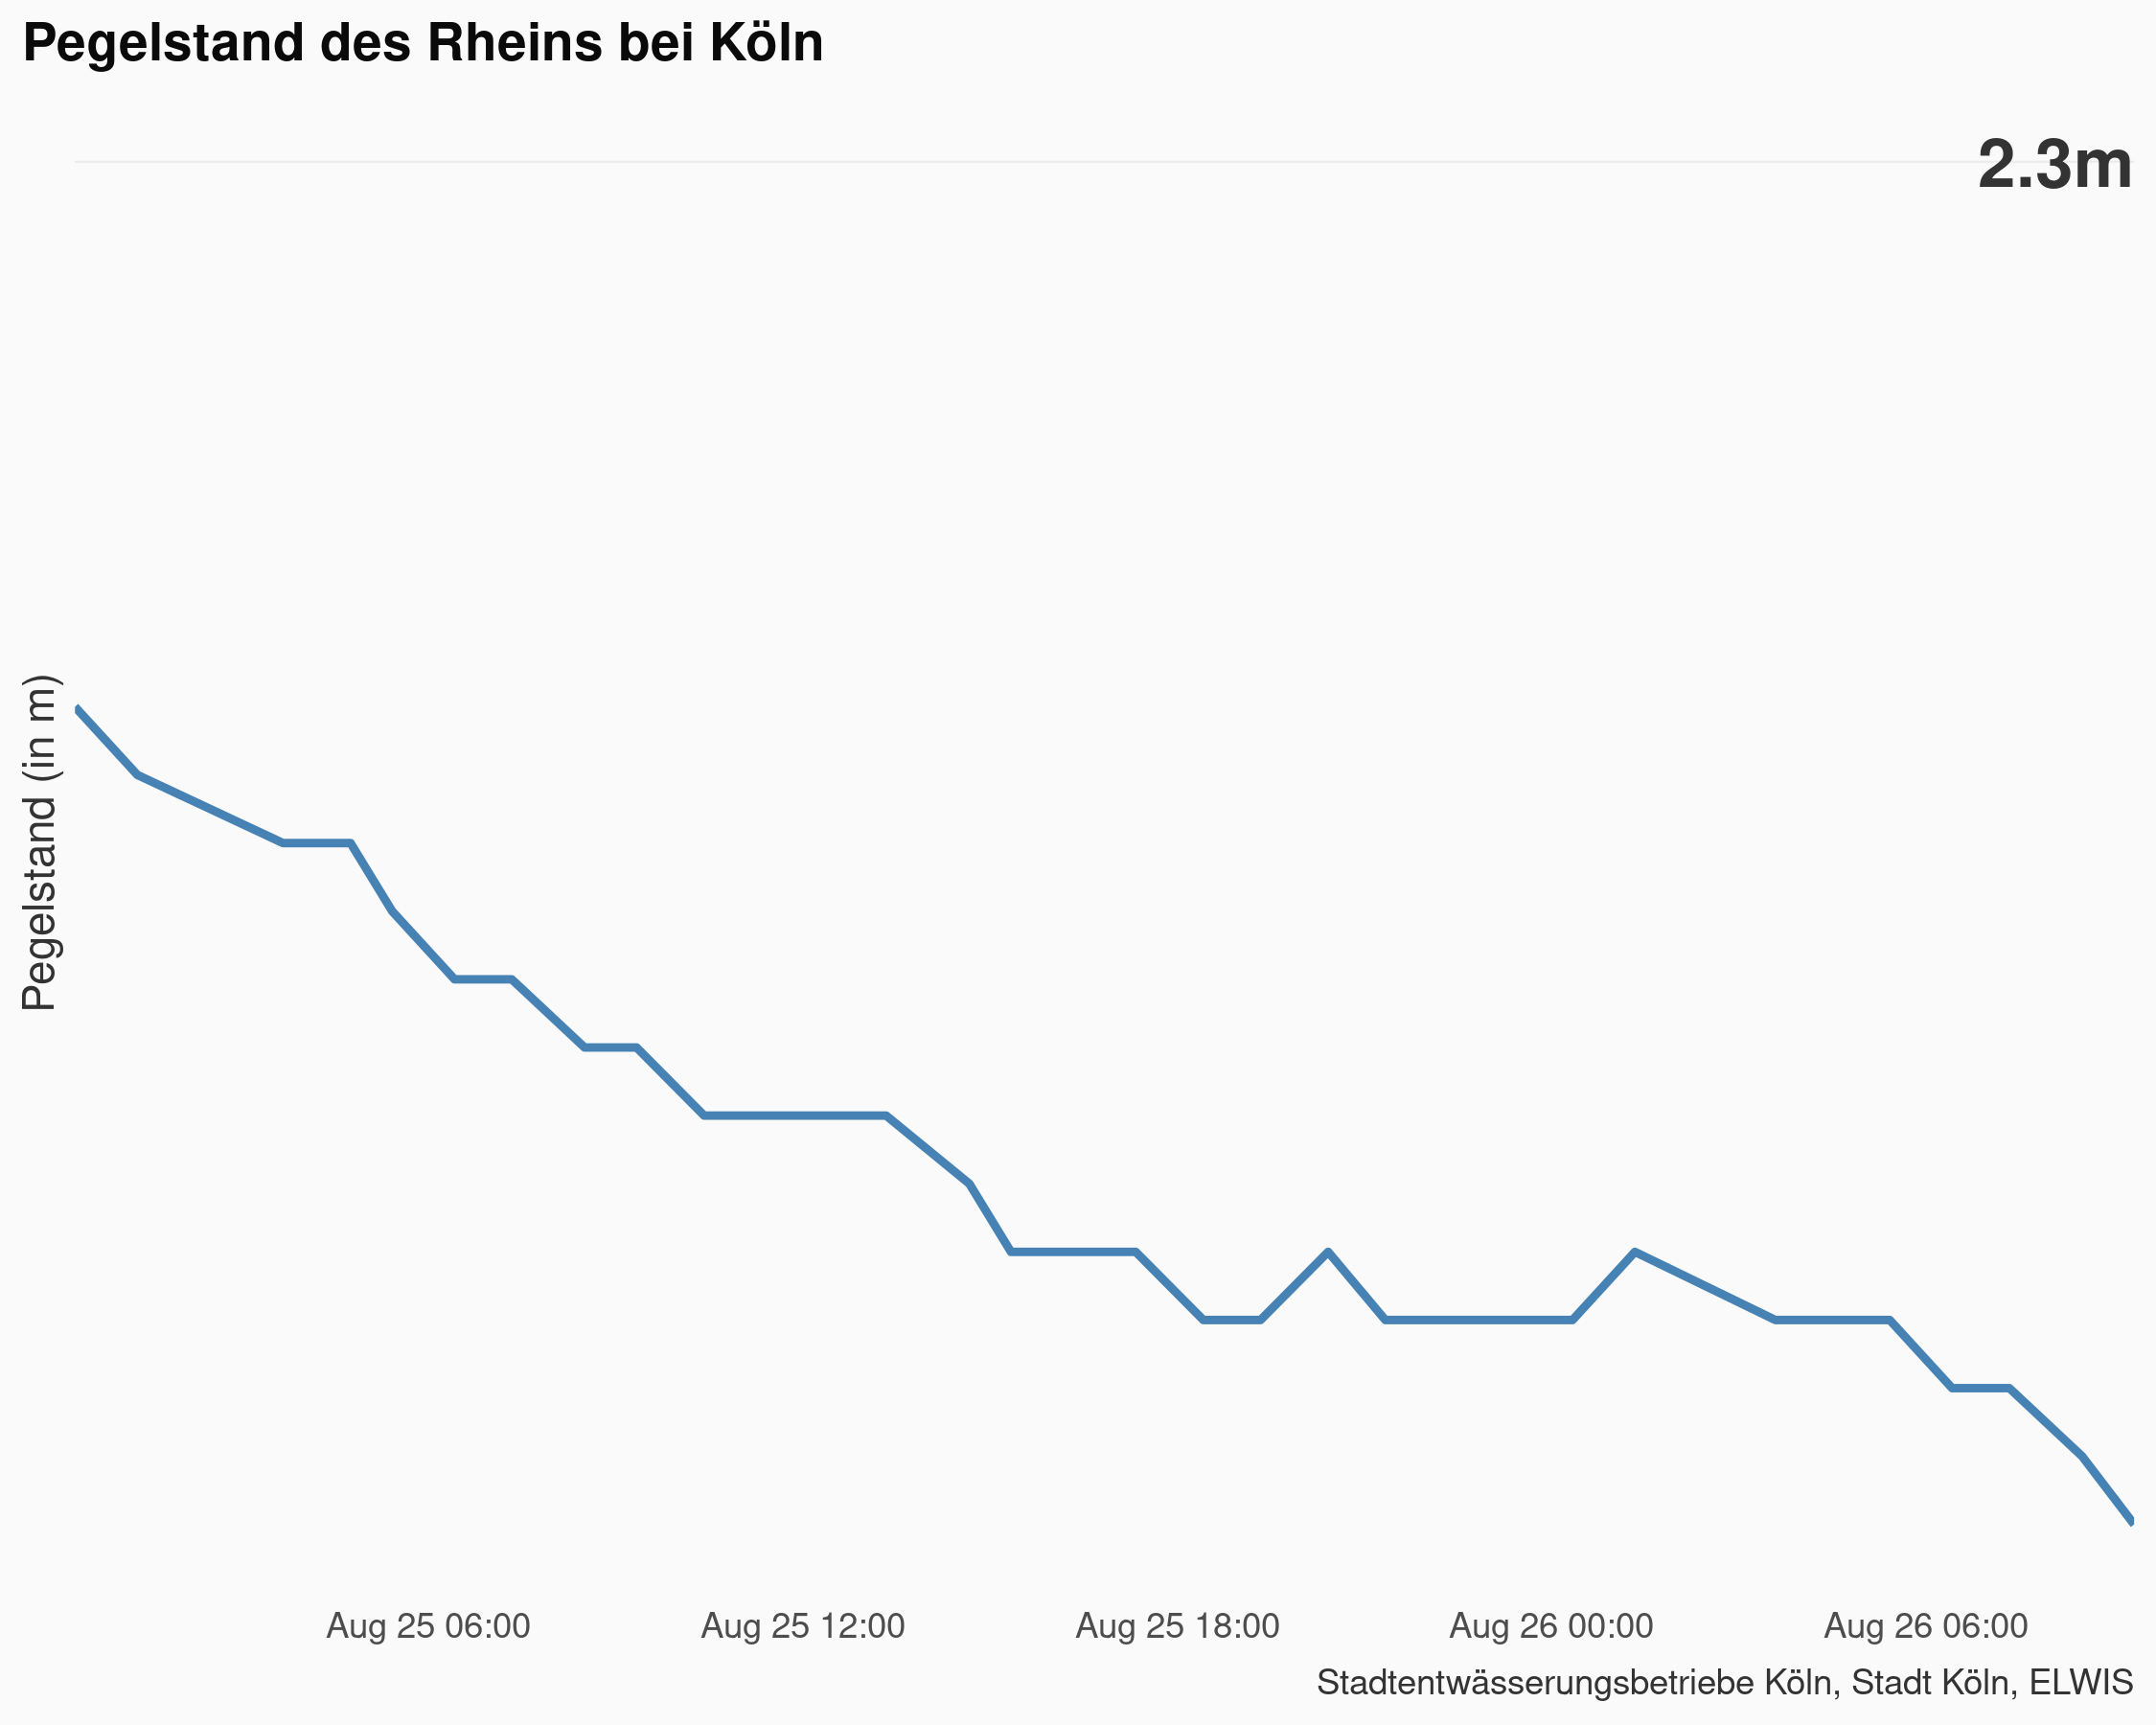 Pegelstand des Rheins bei Köln
2.3m
Pegelstand (in m)
Aug 25 06:00 Aug 25 12:00 Aug 25 18:00 Aug 26 00:00 Aug 26 06:00
Stadtentwässerungsbetriebe Köln, Stadt Köln, ELWIS